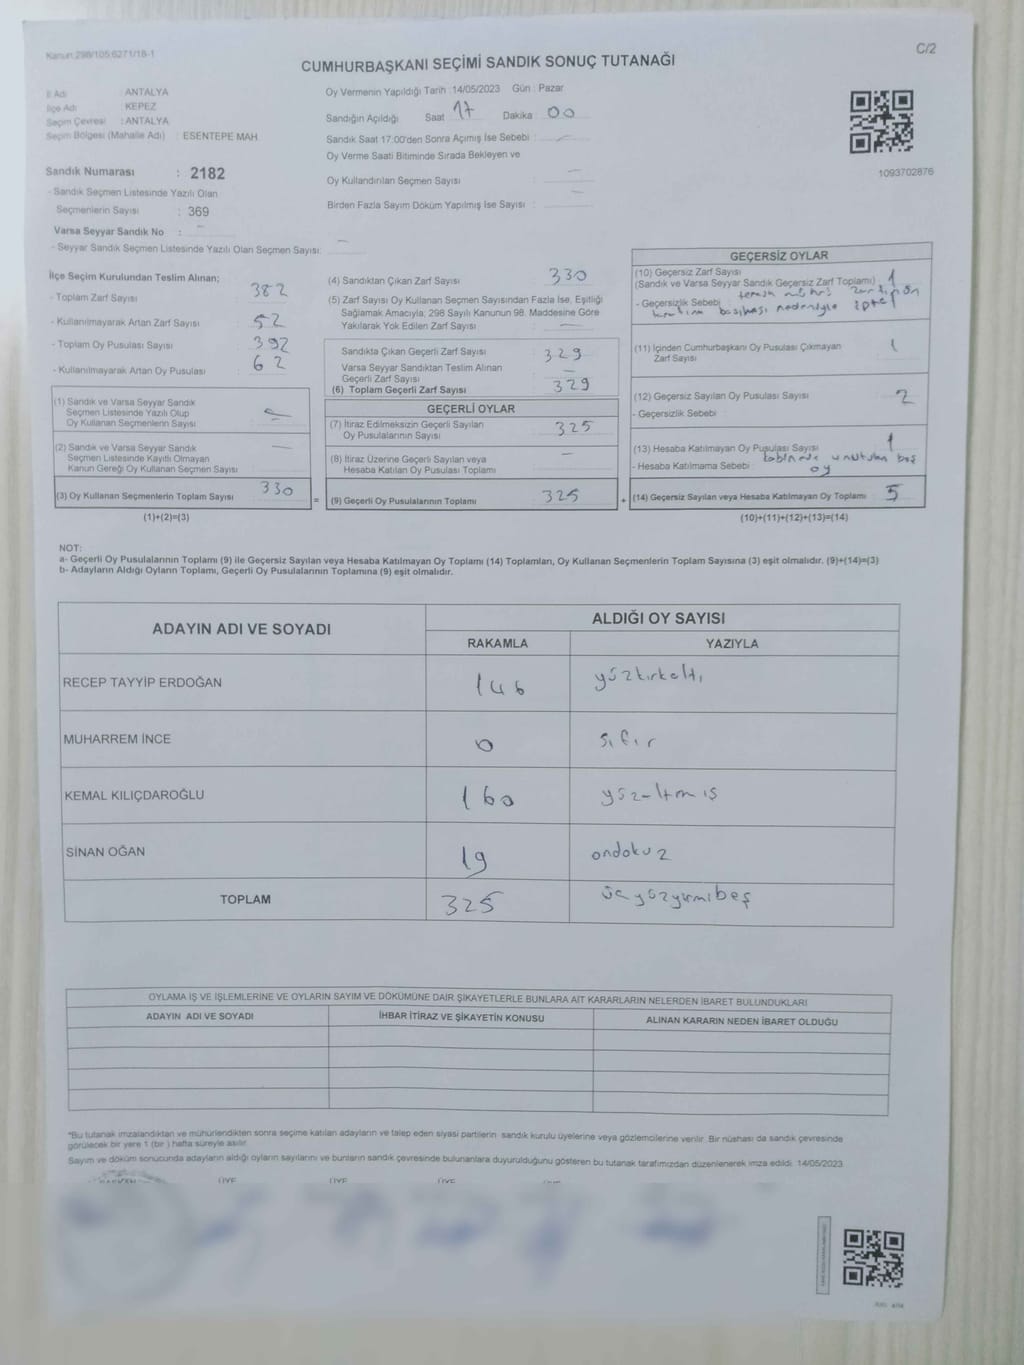 Kanun:298/105;6271/18-1
C/2
CUMHURBAŞKANI SEÇİMİ SANDIK SONUÇ TUTANAĞI
İl Adı : ANTALYA
İlçe Adı : KEPEZ
Seçim Çevresi : ANTALYA
Seçim Bölgesi (Mahalle Adı) : ESENTEPE MAH
Sandık Numarası : 2182
- Sandık Seçmen Listesinde Yazılı Olan
Seçmenlerin Sayısı : 369
Varsa Seyyar Sandık No : -
- Seyyar Sandık Seçmen Listesinde Yazılı Olan Seçmen Sayısı: -
Oy Vermenin Yapıldığı Tarih :14/05/2023 Gün : Pazar
Sandığın Açıldığı Saat 17 Dakika 00
Sandık Saat 17:00'den Sonra Açımış İse Sebebi : -
Oy Verme Saati Bitiminde Sırada Bekleyen ve
Oy Kullandırılan Seçmen Sayısı : -
Birden Fazla Sayım Döküm Yapılmış İse Sayısı : -
1093702876
İlçe Seçim Kurulundan Teslim Alınan;
- Toplam Zarf Sayısı 382
- Kullanılmayarak Artan Zarf Sayısı 52
- Toplam Oy Pusulası Sayısı 392
- Kullanılmayarak Artan Oy Pusulası 62
(1) Sandık ve Varsa Seyyar Sandık
Seçmen Listesinde Yazılı Olup
Oy Kullanan Seçmenlerin Sayısı
(2) Sandık ve Varsa Seyyar Sandık
Seçmen Listesinde Kayıtlı Olmayan
Kanun Gereği Oy Kullanan Seçmen Sayısı -
(3) Oy Kullanan Seçmenlerin Toplam Sayısı 330
=
(1)+(2)=(3)
(4) Sandıktan Çıkan Zarf Sayısı 330
(5) Zarf Sayısı Oy Kullanan Seçmen Sayısından Fazla İse, Eşitliği
Sağlamak Amacıyla, 298 Sayılı Kanunun 98. Maddesine Göre
Yakılarak Yok Edilen Zarf Sayısı -
Sandıkta Çıkan Geçerli Zarf Sayısı 329
Varsa Seyyar Sandıktan Teslim Alınan
Geçerli Zarf Sayısı -
(6) Toplam Geçerli Zarf Sayısı 329
GEÇERLİ OYLAR
(7) İtiraz Edilmeksizin Geçerli Sayılan
Oy Pusulalarının Sayısı 325
(8) İtiraz Üzerine Geçerli Sayılan veya
Hesaba Katılan Oy Pusulası Toplamı -
(9) Geçerli Oy Pusulalarının Toplamı 325
+
GEÇERSİZ OYLAR
(10) Geçersiz Zarf Sayısı
(Sandık ve Varsa Seyyar Sandık Geçersiz Zarf Toplamı) 1
- Geçersizlik Sebebi : tercih mührü zarfının
basılması nedeniyle iptal
(11) İçinden Cumhurbaşkanı Oy Pusulası Çıkmayan
Zarf Sayısı 1
(12) Geçersiz Sayılan Oy Pusulası Sayısı 2
- Geçersizlik Sebebi :
(13) Hesaba Katılmayan Oy Pusulası Sayısı 1
- Hesaba Katılmama Sebebi : kabinde unutulan boş
oy
(14) Geçersiz Sayılan veya Hesaba Katılmayan Oy Toplamı 5
(10)+(11)+(12)+(13)=(14)
NOT:
a- Geçerli Oy Pusulalarının Toplamı (9) ile Geçersiz Sayılan veya Hesaba Katılmayan Oy Toplamı (14) Toplamları, Oy Kullanan Seçmenlerin Toplam Sayısına (3) eşit olmalıdır. (9)+(14)=(3)
b- Adayların Aldığı Oyların Toplamı, Geçerli Oy Pusulalarının Toplamına (9) eşit olmalıdır.
ADAYIN ADI VE SOYADI ALDIĞI OY SAYISI
RAKAMLA YAZIYLA
RECEP TAYYİP ERDOĞAN 146 yüzkırkaltı
MUHARREM İNCE 0 sıfır
KEMAL KILIÇDAROĞLU 160 yüzaltmış
SİNAN OĞAN 19 ondokuz
TOPLAM 325 üçyüzyirmibeş
OYLAMA İŞ VE İŞLEMLERİNE VE OYLARIN SAYIM VE DÖKÜMÜNE DAİR ŞİKAYETLERLE BUNLARA AİT KARARLARIN NELERDEN İBARET BULUNDUKLARI
ADAYIN ADI VE SOYADI İHBAR İTİRAZ VE ŞİKAYETİN KONUSU ALINAN KARARIN NEDEN İBARET OLDUĞU
*Bu tutanak imzalandıktan ve mühürlendikten sonra seçime katılan adayların ve talep eden siyasi partilerin sandık kurulu üyelerine veya gözlemcilerine verilir. Bir nüshası da sandık çevresinde
görülecek bir yere 1 (bir ) hafta süreyle asılır.
Sayım ve döküm sonucunda adayların aldığı oyların sayılarını ve bunların sandık çevresinde bulunanlara duyurulduğunu gösteren bu tutanak tarafımızdan düzenlenerek imza edildi. 14/05/2023
BAŞKAN ÜYE ÜYE ÜYE